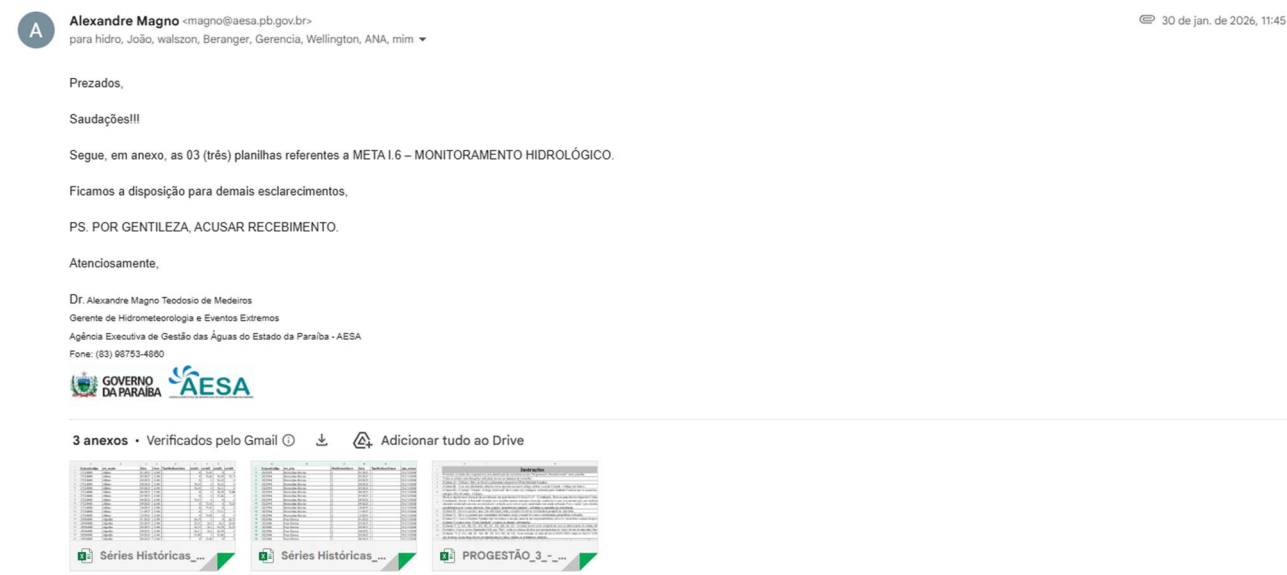 A
Alexandre Magno <magno@aesa.pb.gov.br>
30 de jan. de 2026, 11:45
para hidro, João, walszon, Beranger, Gerencia, Wellington, ANA, mim
Prezados,
Saudações!!!
Segue, em anexo, as 03 (três) planilhas referentes a META I.6 – MONITORAMENTO HIDROLÓGICO.
Ficamos a disposição para demais esclarecimentos,
PS. POR GENTILEZA, ACUSAR RECEBIMENTO.
Atenciosamente,
Dr. Alexandre Magno Teodosio de Medeiros
Gerente de Hidrometeorologia e Eventos Extremos
Agência Executiva de Gestão das Águas do Estado da Paraíba - AESA
Fone: (83) 98753-4860
GOVERNO
DA PARAÍBA
AESA
3 anexos • Verificados pelo Gmail
Adicionar tudo ao Drive
Instruções
Séries Históricas_...
Séries Históricas_...
PROGESTÃO_3_-_...